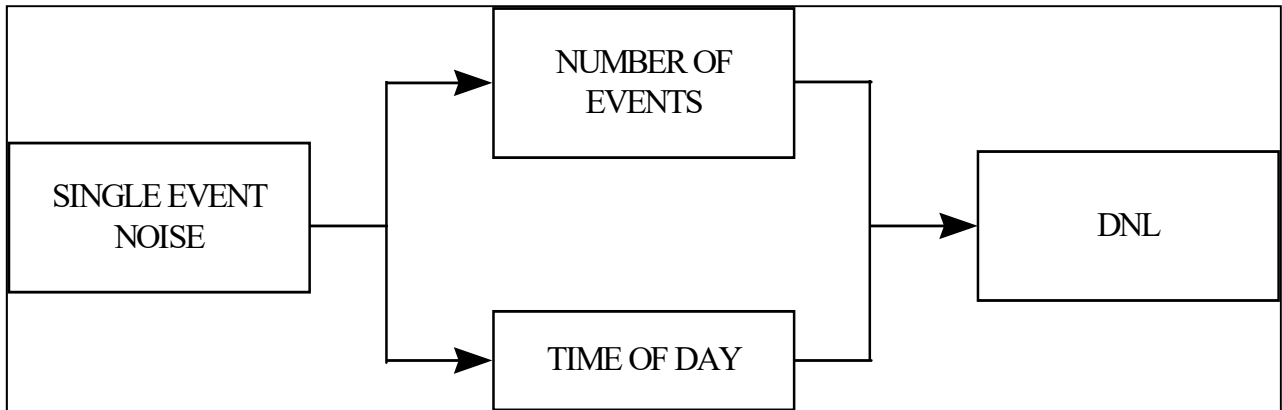 NUMBER OF
EVENTS
SINGLE EVENT
NOISE
DNL
TIME OF DAY